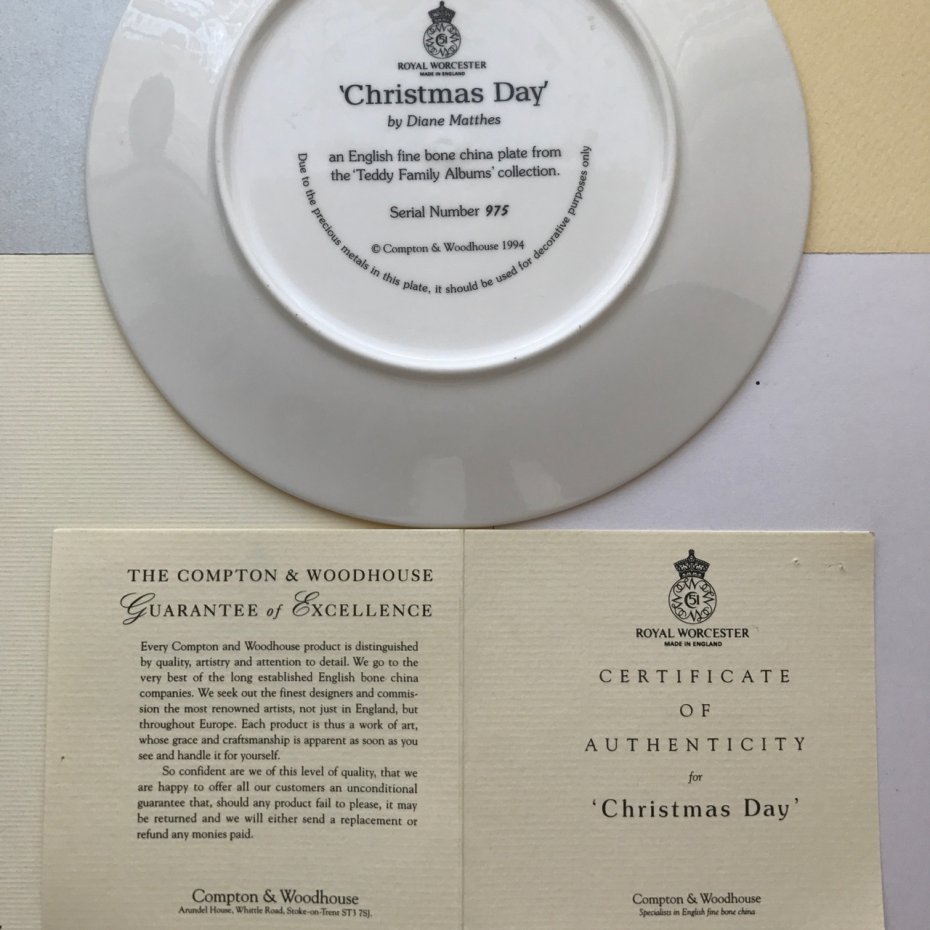 51
ROYAL WORCESTER
MADE IN ENGLAND
'Christmas Day'
by Diane Matthes
an English fine bone china plate from
the 'Teddy Family Albums' collection.
Serial Number 975
© Compton & Woodhouse 1994
Due to the precious metals in this plate, it should be used for decorative purposes only
THE COMPTON & WOODHOUSE
GUARANTEE of EXCELLENCE
Every Compton and Woodhouse product is distinguished
by quality, artistry and attention to detail. We go to the
very best of the long established English bone china
companies. We seek out the finest designers and commis-
sion the most renowned artists, not just in England, but
throughout Europe. Each product is thus a work of art,
whose grace and craftsmanship is apparent as soon as you
see and handle it for yourself.
So confident are we of this level of quality, that we
are happy to offer all our customers an unconditional
guarantee that, should any product fail to please, it may
be returned and we will either send a replacement or
refund any monies paid.
Compton & Woodhouse
Arundel House, Whittle Road, Stoke-on-Trent ST3 7SJ.
51
ROYAL WORCESTER
MADE IN ENGLAND
CERTIFICATE
OF
AUTHENTICITY
for
'Christmas Day'
Compton & Woodhouse
Specialists in English fine bone china